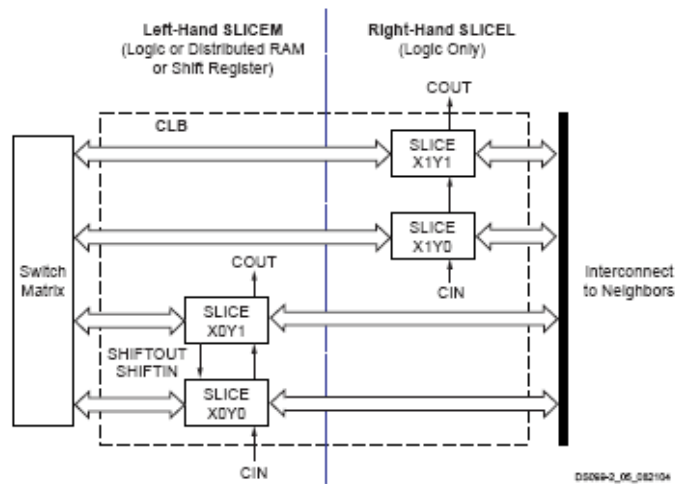 Left-Hand SLICEM
(Logic or Distributed RAM
or Shift Register)
Right-Hand SLICEL
(Logic Only)
COUT
CLB
SLICE
X1Y1
SLICE
X1Y0
COUT
CIN
Switch
Matrix
Interconnect
to Neighbors
SLICE
X0Y1
SHIFTOUT
SHIFTIN
SLICE
X0Y0
CIN
DS099-2_05_082104